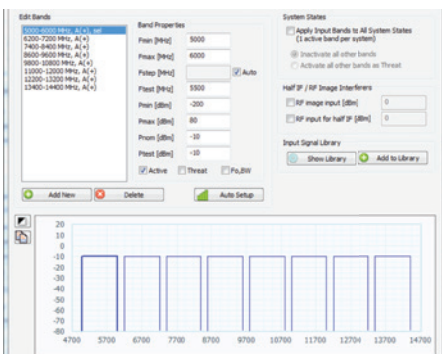 Edit Bands
5000-6000 MHz, A(+), sel
6200-7200 MHz, A(+)
7400-8400 MHz, A(+)
8600-9600 MHz, A(+)
9800-10800 MHz, A(+)
11000-12000 MHz, A(+)
12200-13200 MHz, A(+)
13400-14400 MHz, A(+)
Add New
Delete
Band Properties
Fmin [MHz] 5000
Fmax [MHz] 6000
Fstep [MHz] Auto
Ftest [MHz] 5500
Pmin [dBm] -200
Pmax [dBm] 80
Pnom [dBm] -10
Ptest [dBm] -10
Active Threat Fo,BW
Auto Setup
System States
Apply Input Bands to All System States
(1 active band per system)
Inactivate all other bands
Activate all other bands as Threat
Half IF / RF Image Interferers
RF image input [dBm] 0
RF input for half IF [dBm] 0
Input Signal Library
Show Library Add to Library
20
10
0
-10
-20
-30
-40
-50
-60
-70
-80
4700 5700 6700 7700 8700 9700 10700 11700 12704 13700 14700